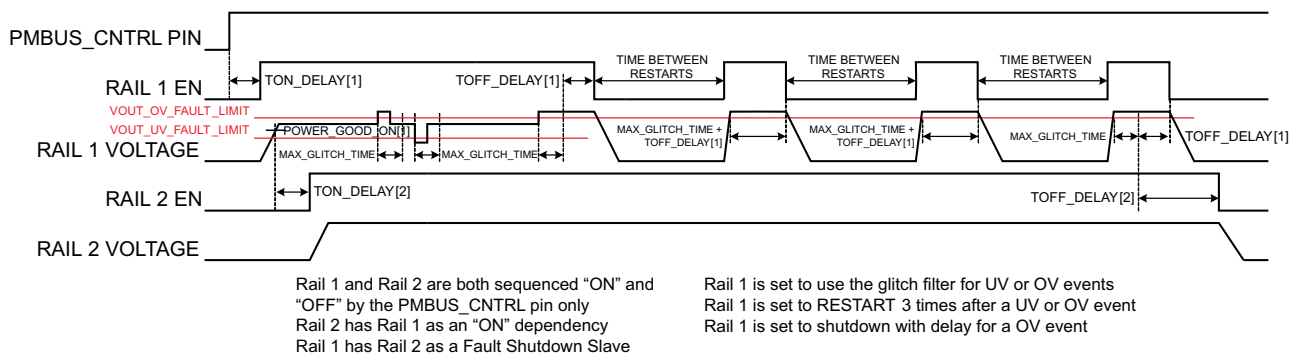 PMBUS_CNTRL PIN
RAIL 1 EN
TON_DELAY[1]
TOFF_DELAY[1]
TIME BETWEEN
RESTARTS
TIME BETWEEN
RESTARTS
TIME BETWEEN
RESTARTS
VOUT_OV_FAULT_LIMIT
VOUT_UV_FAULT_LIMIT
POWER_GOOD_ON[1]
RAIL 1 VOLTAGE
MAX_GLITCH_TIME
MAX_GLITCH_TIME
MAX_GLITCH_TIME +
TOFF_DELAY[1]
MAX_GLITCH_TIME +
TOFF_DELAY[1]
MAX_GLITCH_TIME
TOFF_DELAY[1]
RAIL 2 EN
TON_DELAY[2]
TOFF_DELAY[2]
RAIL 2 VOLTAGE
Rail 1 and Rail 2 are both sequenced “ON” and
“OFF” by the PMBUS_CNTRL pin only
Rail 2 has Rail 1 as an “ON” dependency
Rail 1 has Rail 2 as a Fault Shutdown Slave
Rail 1 is set to use the glitch filter for UV or OV events
Rail 1 is set to RESTART 3 times after a UV or OV event
Rail 1 is set to shutdown with delay for a OV event